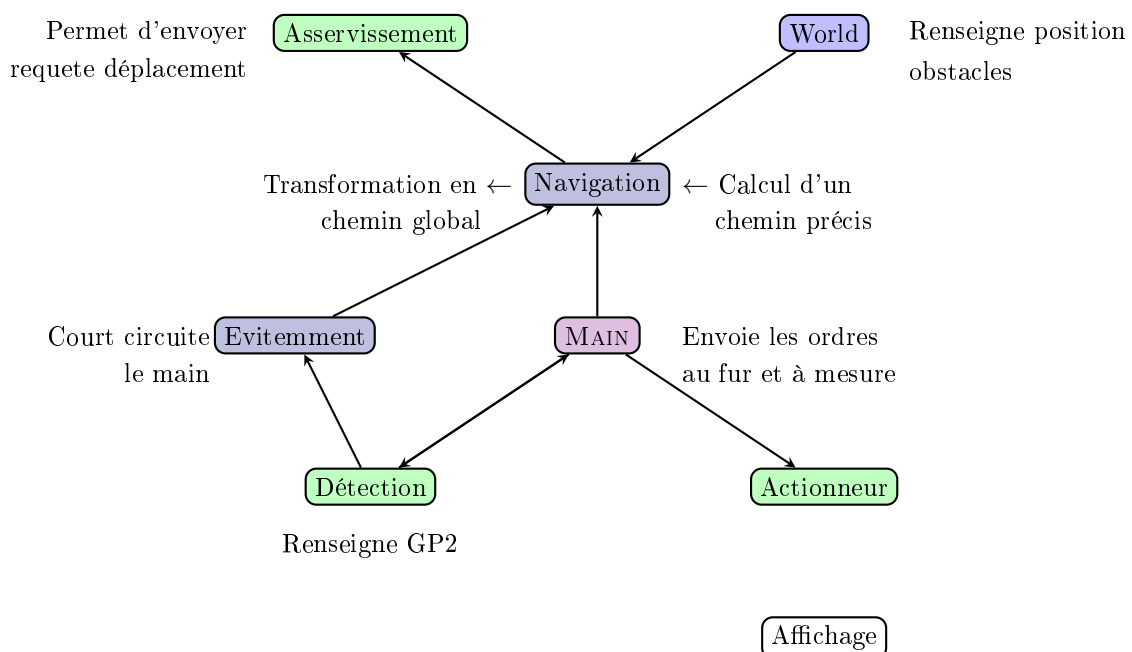 Permet d'envoyer
requete déplacement
Asservissement
World
Renseigne position
obstacles
Transformation en ←
chemin global
Navigation
← Calcul d'un
chemin précis
Court circuite
le main
Evitemment
MAIN
Envoie les ordres
au fur et à mesure
Détection
Actionneur
Renseigne GP2
Affichage